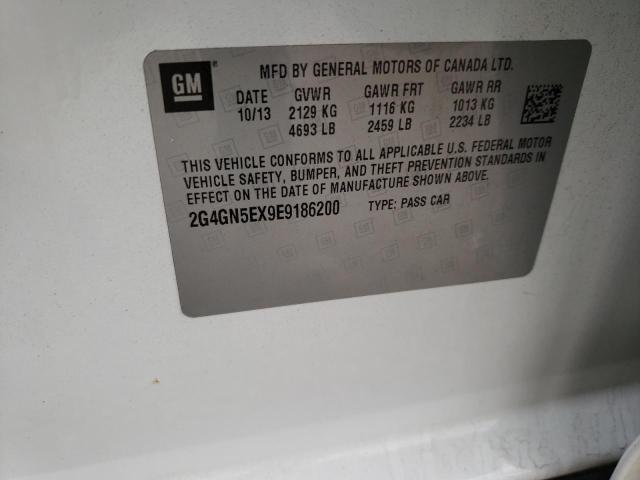 GM
MFD BY GENERAL MOTORS OF CANADA LTD.
DATE GVWR GAWR FRT GAWR RR
10/13 2129 KG 1116 KG 1013 KG
4693 LB 2459 LB 2234 LB
THIS VEHICLE CONFORMS TO ALL APPLICABLE U.S. FEDERAL MOTOR
VEHICLE SAFETY, BUMPER, AND THEFT PREVENTION STANDARDS IN
EFFECT ON THE DATE OF MANUFACTURE SHOWN ABOVE.
2G4GN5EX9E9186200 TYPE: PASS CAR